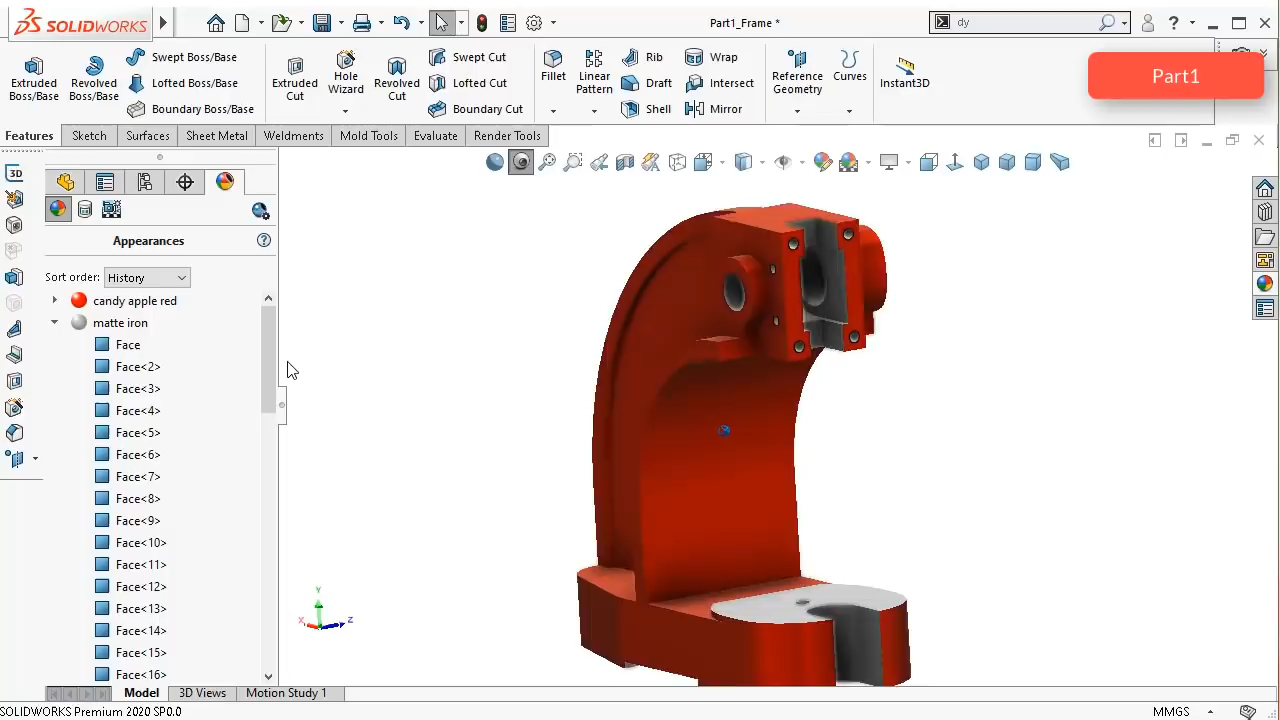 SOLIDWORKS
Part1_Frame *
dy
Part1
Extruded Boss/Base
Revolved Boss/Base
Swept Boss/Base
Lofted Boss/Base
Boundary Boss/Base
Extruded Cut
Hole Wizard
Revolved Cut
Swept Cut
Lofted Cut
Boundary Cut
Fillet
Linear Pattern
Rib
Draft
Shell
Wrap
Intersect
Mirror
Reference Geometry
Curves
Instant3D
Features
Sketch
Surfaces
Sheet Metal
Weldments
Mold Tools
Evaluate
Render Tools
3D
Appearances
Sort order: History
candy apple red
matte iron
Face
Face<2>
Face<3>
Face<4>
Face<5>
Face<6>
Face<7>
Face<8>
Face<9>
Face<10>
Face<11>
Face<12>
Face<13>
Face<14>
Face<15>
Face<16>
Y
X
Z
Model
3D Views
Motion Study 1
SOLIDWORKS Premium 2020 SP0.0
MMGS